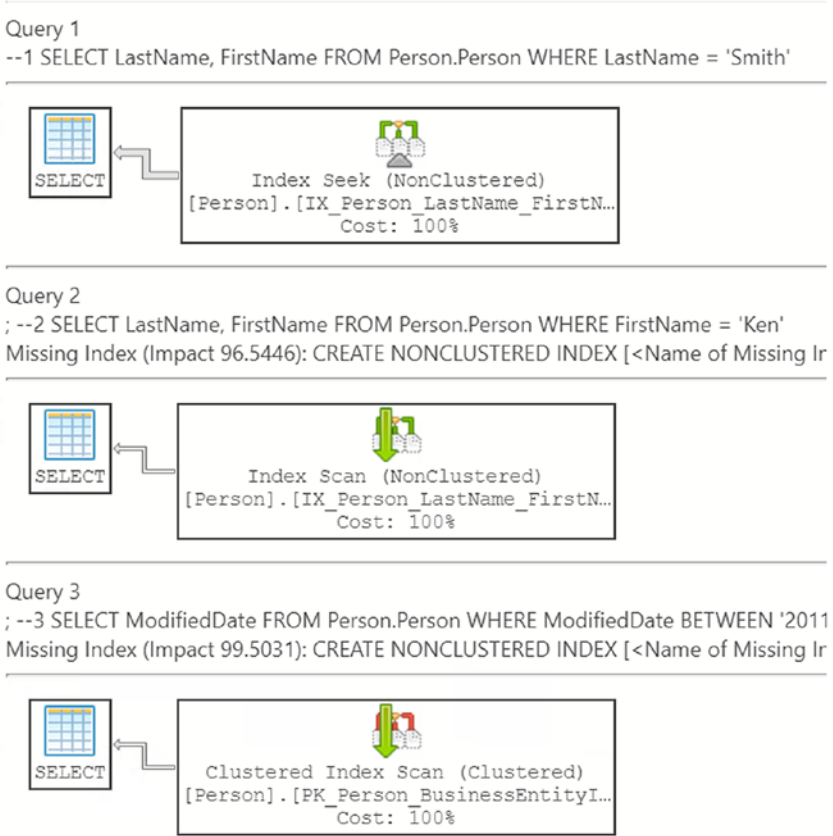 Query 1
--1 SELECT LastName, FirstName FROM Person.Person WHERE LastName = 'Smith'
SELECT
Index Seek (NonClustered)
[Person].[IX_Person_LastName_FirstN…
Cost: 100%
Query 2
; --2 SELECT LastName, FirstName FROM Person.Person WHERE FirstName = 'Ken'
Missing Index (Impact 96.5446): CREATE NONCLUSTERED INDEX [<Name of Missing Ir
SELECT
Index Scan (NonClustered)
[Person].[IX_Person_LastName_FirstN…
Cost: 100%
Query 3
; --3 SELECT ModifiedDate FROM Person.Person WHERE ModifiedDate BETWEEN '2011
Missing Index (Impact 99.5031): CREATE NONCLUSTERED INDEX [<Name of Missing Ir
SELECT
Clustered Index Scan (Clustered)
[Person].[PK_Person_BusinessEntityI…
Cost: 100%